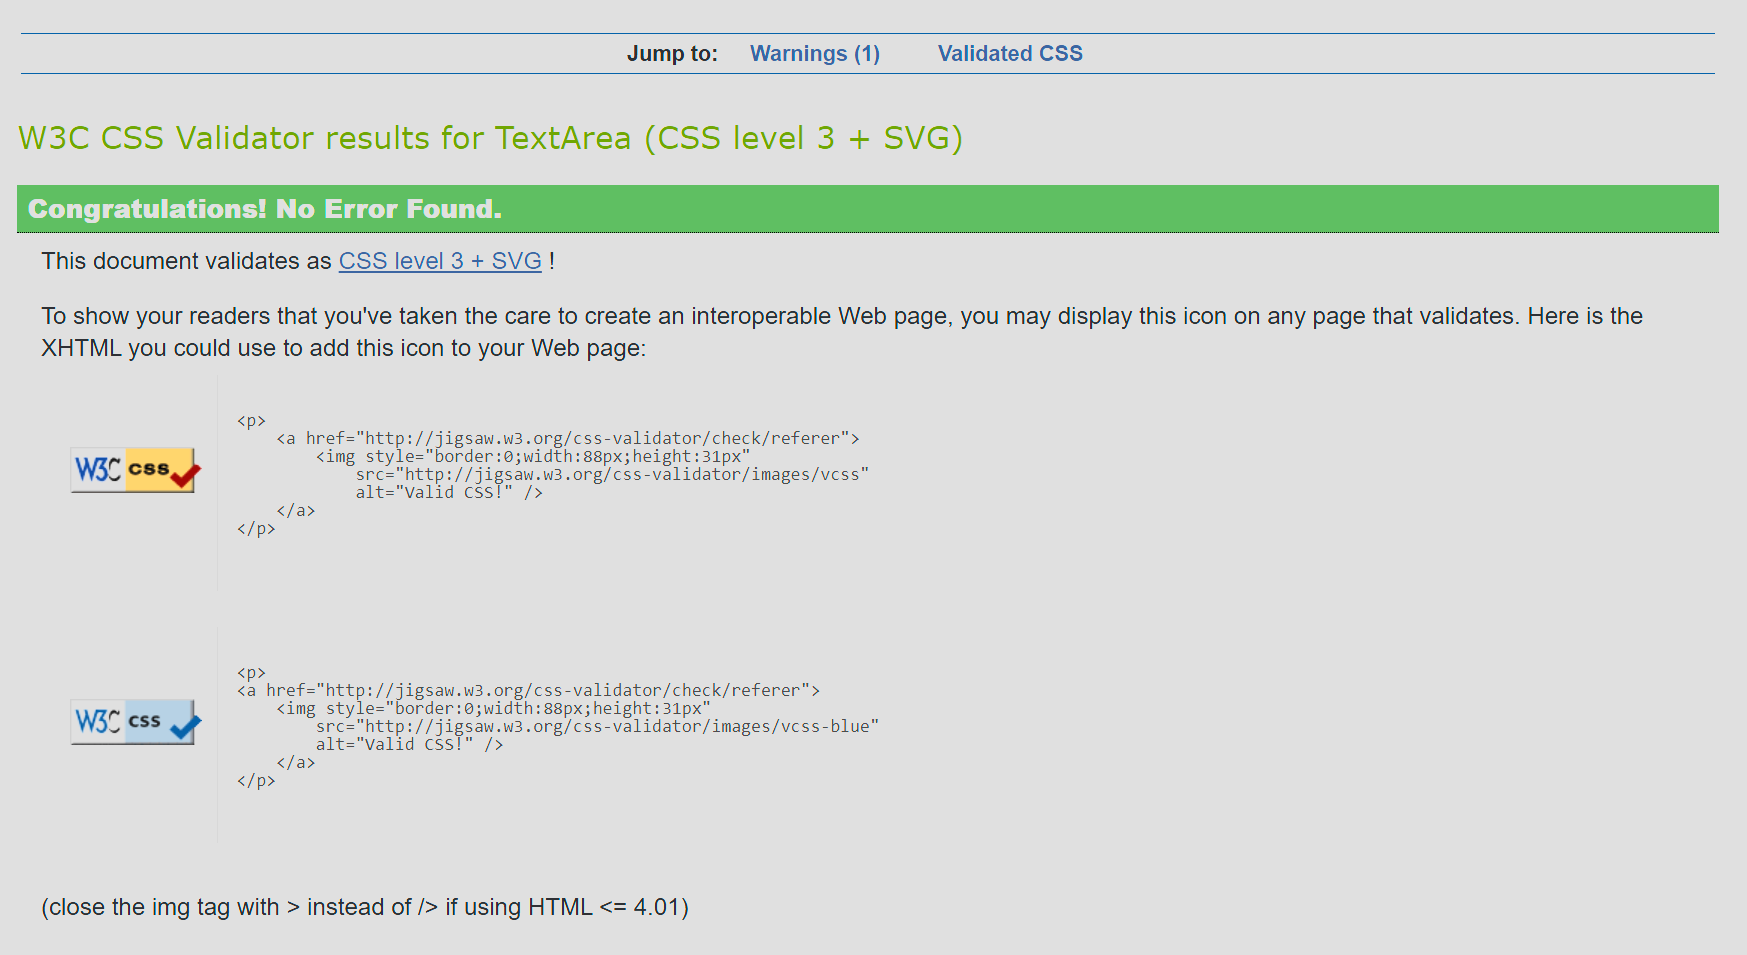 Jump to: Warnings (1) Validated CSS
W3C CSS Validator results for TextArea (CSS level 3 + SVG)
Congratulations! No Error Found.
This document validates as CSS level 3 + SVG !
To show your readers that you've taken the care to create an interoperable Web page, you may display this icon on any page that validates. Here is the
XHTML you could use to add this icon to your Web page:
<p>
    <a href="http://jigsaw.w3.org/css-validator/check/referer">
        <img style="border:0;width:88px;height:31px"
            src="http://jigsaw.w3.org/css-validator/images/vcss"
            alt="Valid CSS!" />
    </a>
</p>
W3C css
<p>
<a href="http://jigsaw.w3.org/css-validator/check/referer">
    <img style="border:0;width:88px;height:31px"
        src="http://jigsaw.w3.org/css-validator/images/vcss-blue"
        alt="Valid CSS!" />
    </a>
</p>
W3C css
(close the img tag with > instead of /> if using HTML <= 4.01)